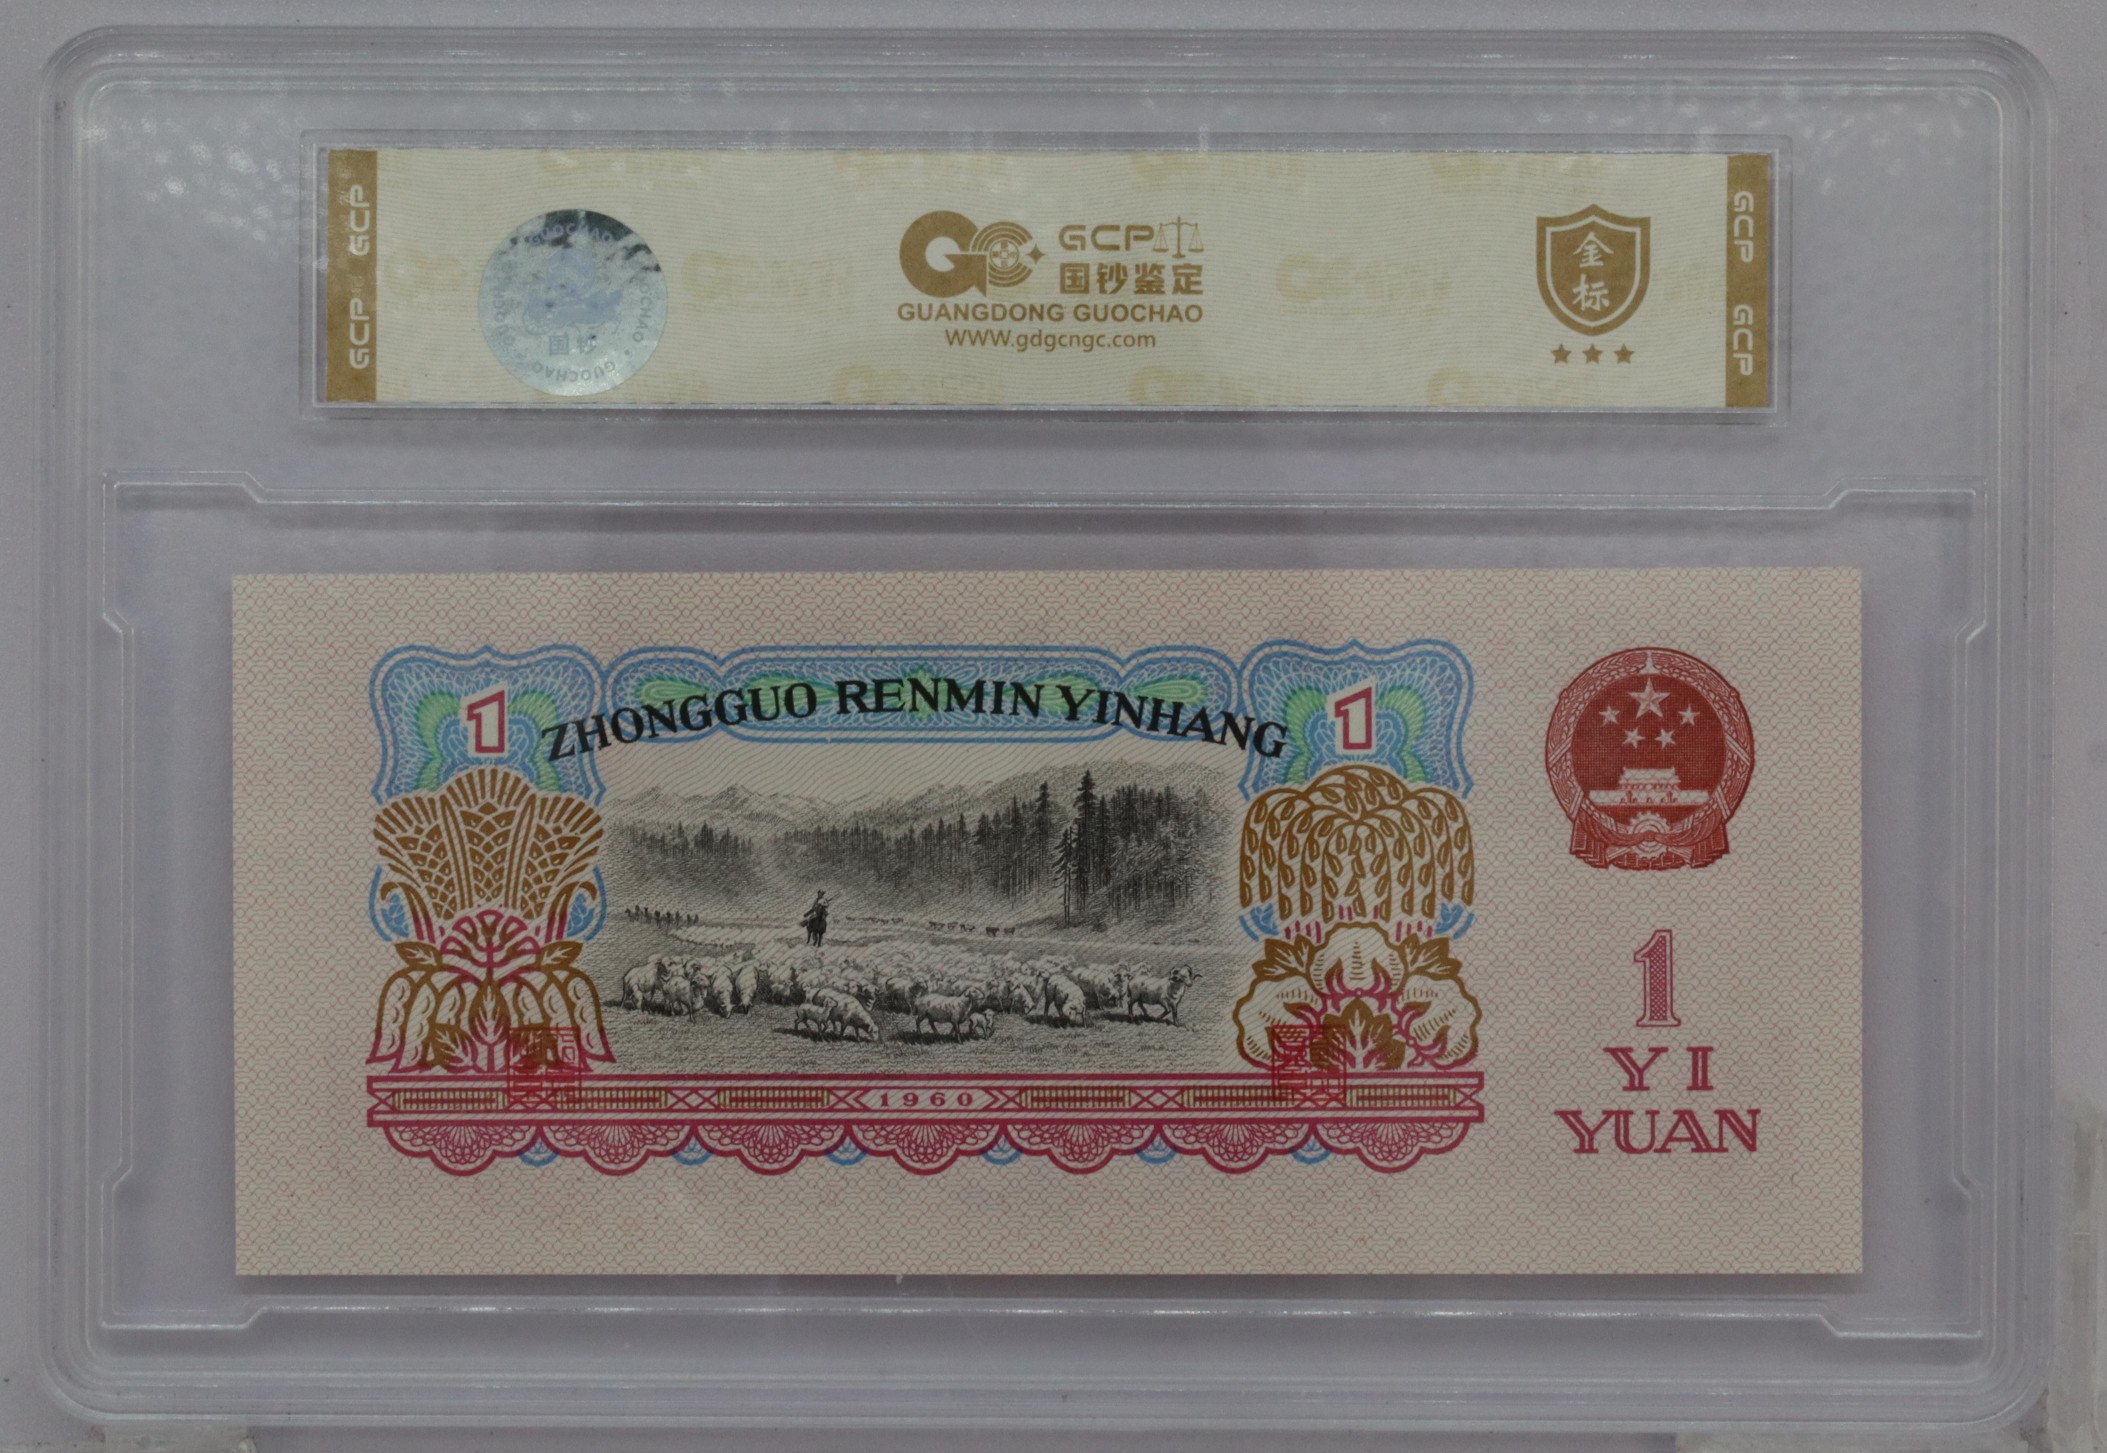 GCP GCP
国钞
GUOCHAO
GCP
国钞鉴定
GUANGDONG GUOCHAO
WWW.gdgcngc.com
金
标
GCP GCP
1
ZHONGGUO RENMIN YINHANG
1
1960
1
YI
YUAN